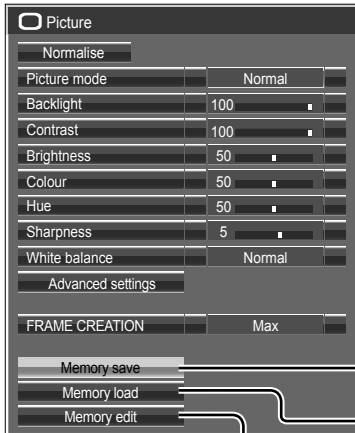 Picture
Normalise
Picture mode Normal
Backlight 100
Contrast 100
Brightness 50
Colour 50
Hue 50
Sharpness 5
White balance Normal
Advanced settings
FRAME CREATION Max
Memory save
Memory load
Memory edit